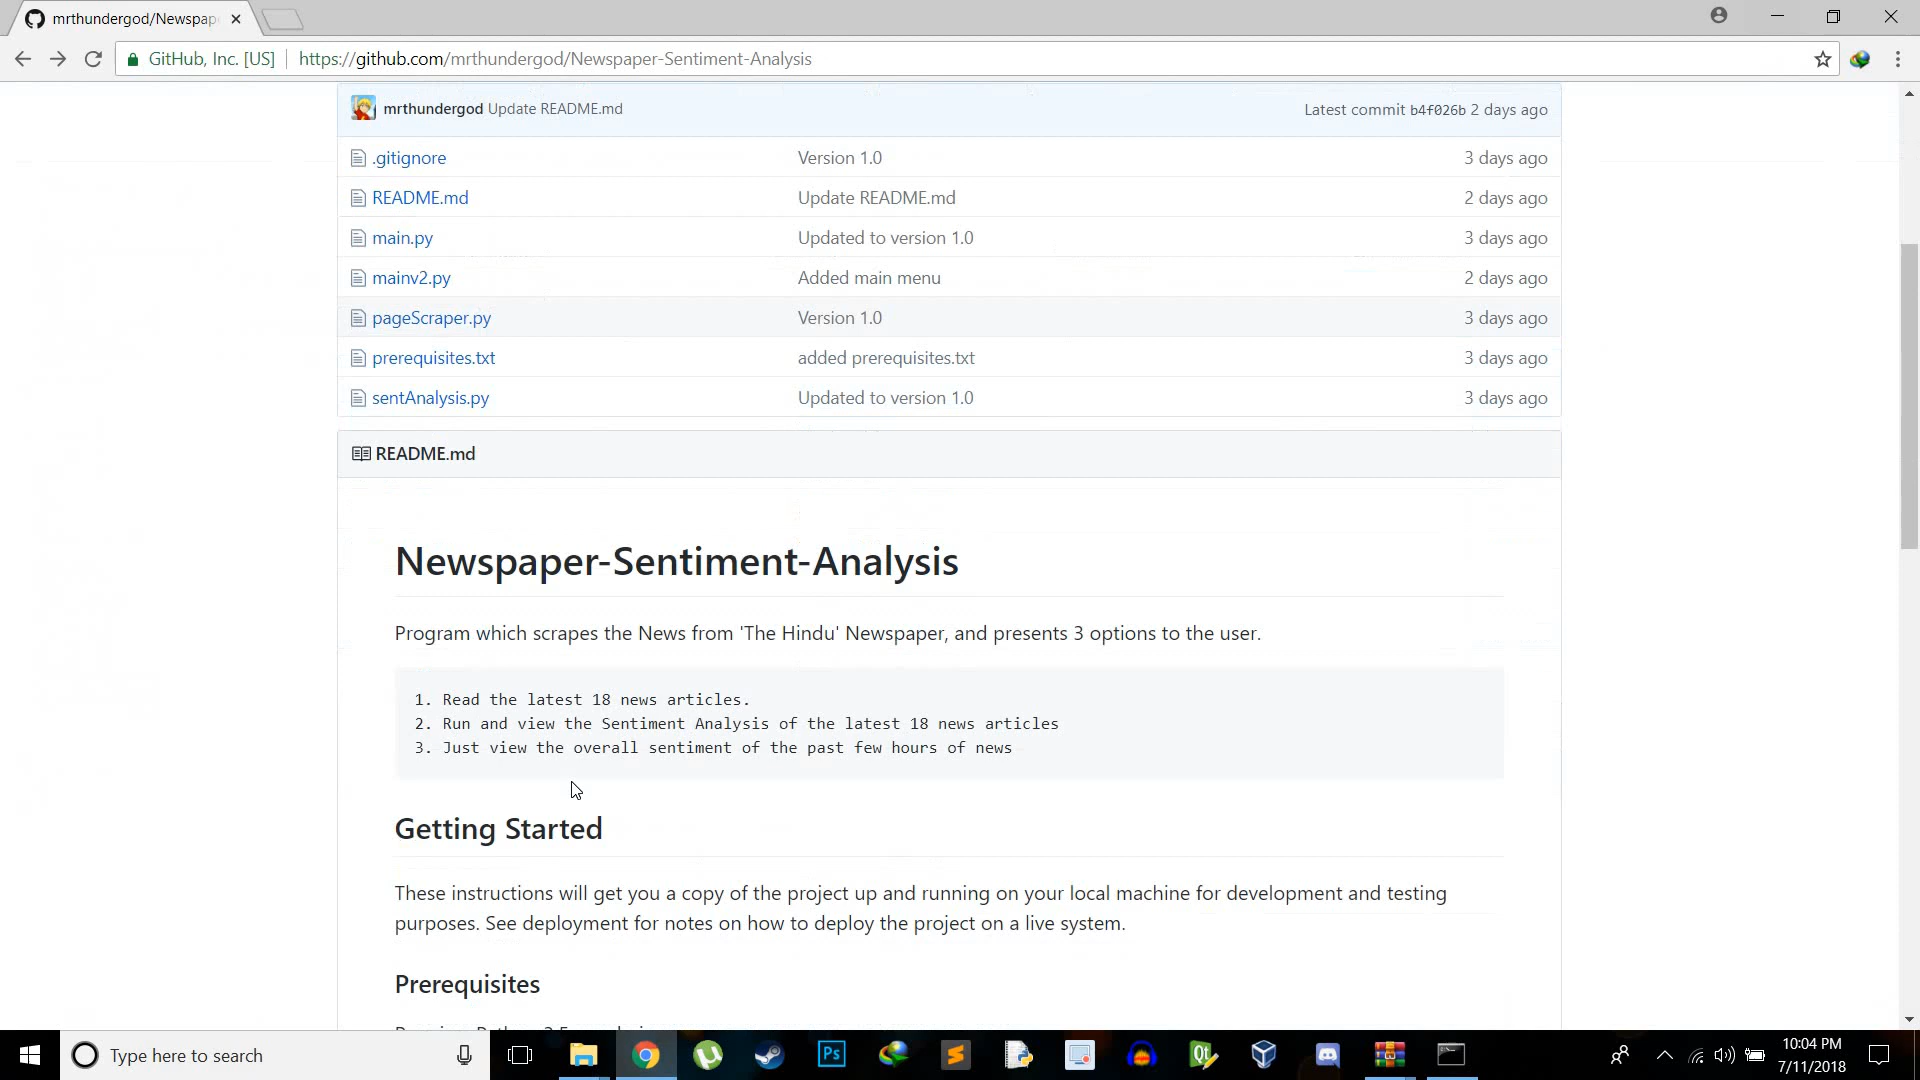 mrthundergod/Newspap
GitHub, Inc. [US] https://github.com/mrthundergod/Newspaper-Sentiment-Analysis
mrthundergod Update README.md Latest commit b4f026b 2 days ago
.gitignore Version 1.0 3 days ago
README.md Update README.md 2 days ago
main.py Updated to version 1.0 3 days ago
mainv2.py Added main menu 2 days ago
pageScraper.py Version 1.0 3 days ago
prerequisites.txt added prerequisites.txt 3 days ago
sentAnalysis.py Updated to version 1.0 3 days ago
README.md
Newspaper-Sentiment-Analysis
Program which scrapes the News from 'The Hindu' Newspaper, and presents 3 options to the user.
1. Read the latest 18 news articles.
2. Run and view the Sentiment Analysis of the latest 18 news articles
3. Just view the overall sentiment of the past few hours of news
Getting Started
These instructions will get you a copy of the project up and running on your local machine for development and testing
purposes. See deployment for notes on how to deploy the project on a live system.
Prerequisites
Type here to search
Ps
Qt
10:04 PM
7/11/2018